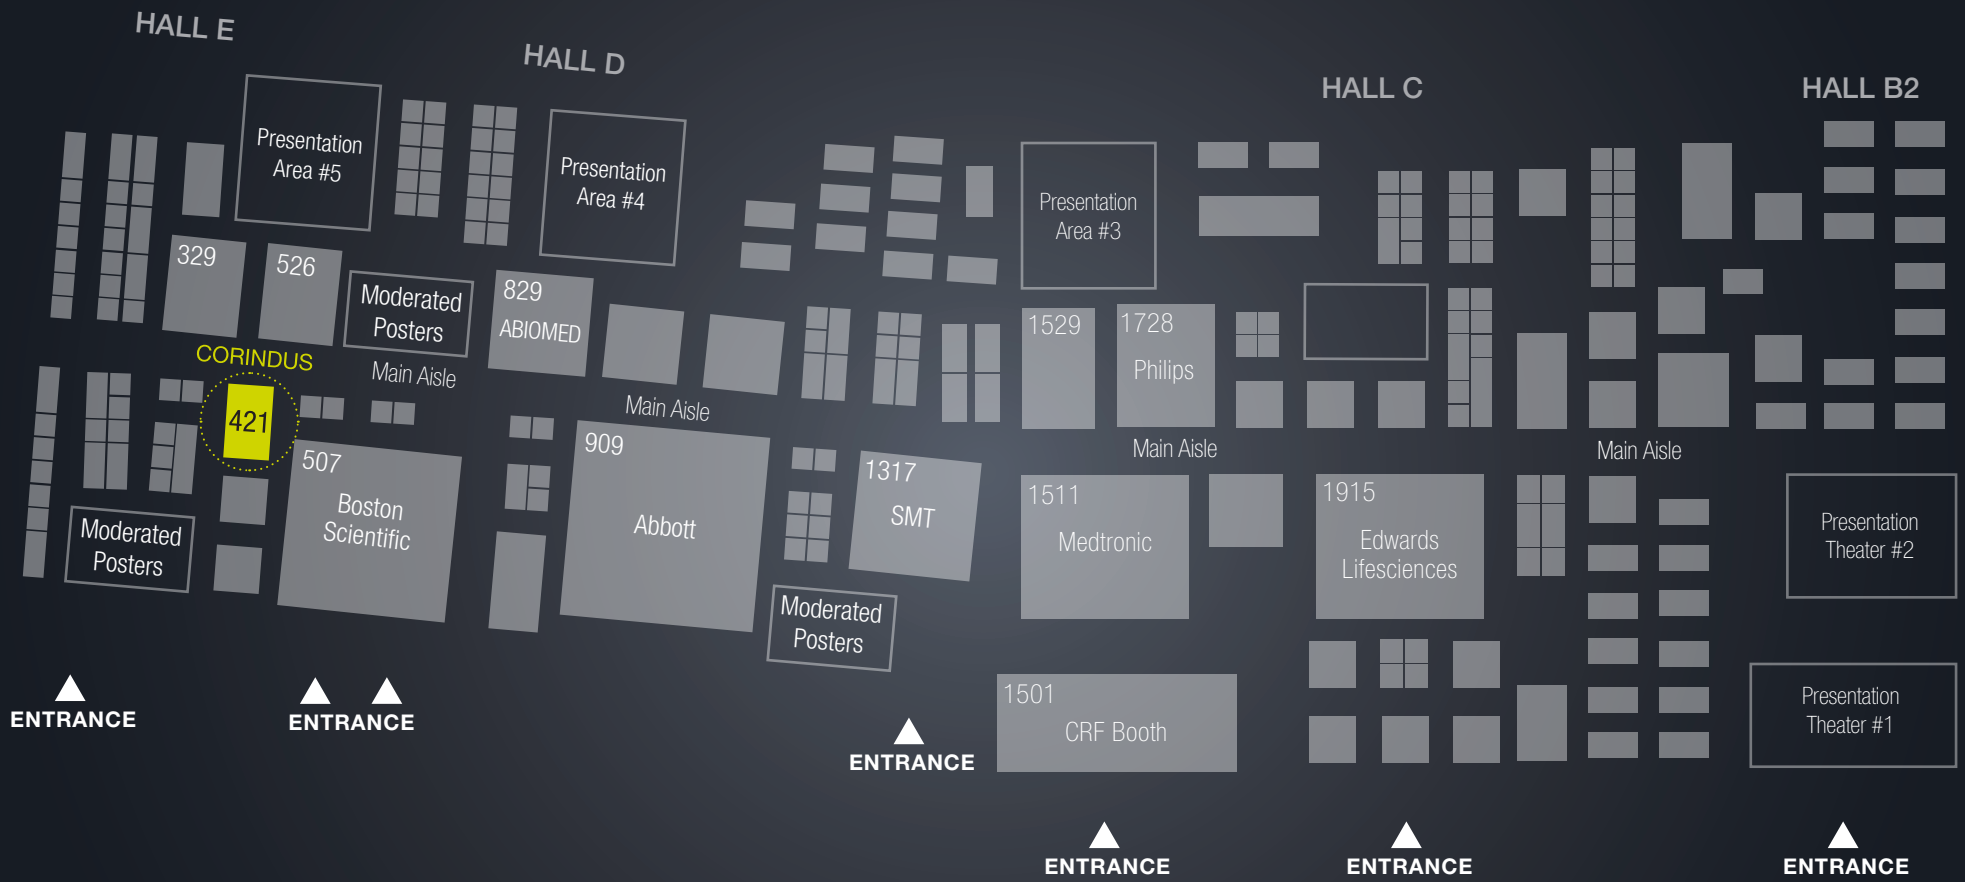 HALL E
HALL D
HALL C
HALL B2
Presentation
Area #5
Presentation
Area #4
Presentation
Area #3
329
526
Moderated
Posters
829
ABIOMED
1529
1728
Philips
CORINDUS
421
Main Aisle
Main Aisle
Main Aisle
Main Aisle
507
Boston
Scientific
909
Abbott
1317
SMT
1511
Medtronic
1915
Edwards
Lifesciences
Presentation
Theater #2
Moderated
Posters
Moderated
Posters
1501
CRF Booth
Presentation
Theater #1
ENTRANCE
ENTRANCE
ENTRANCE
ENTRANCE
ENTRANCE
ENTRANCE